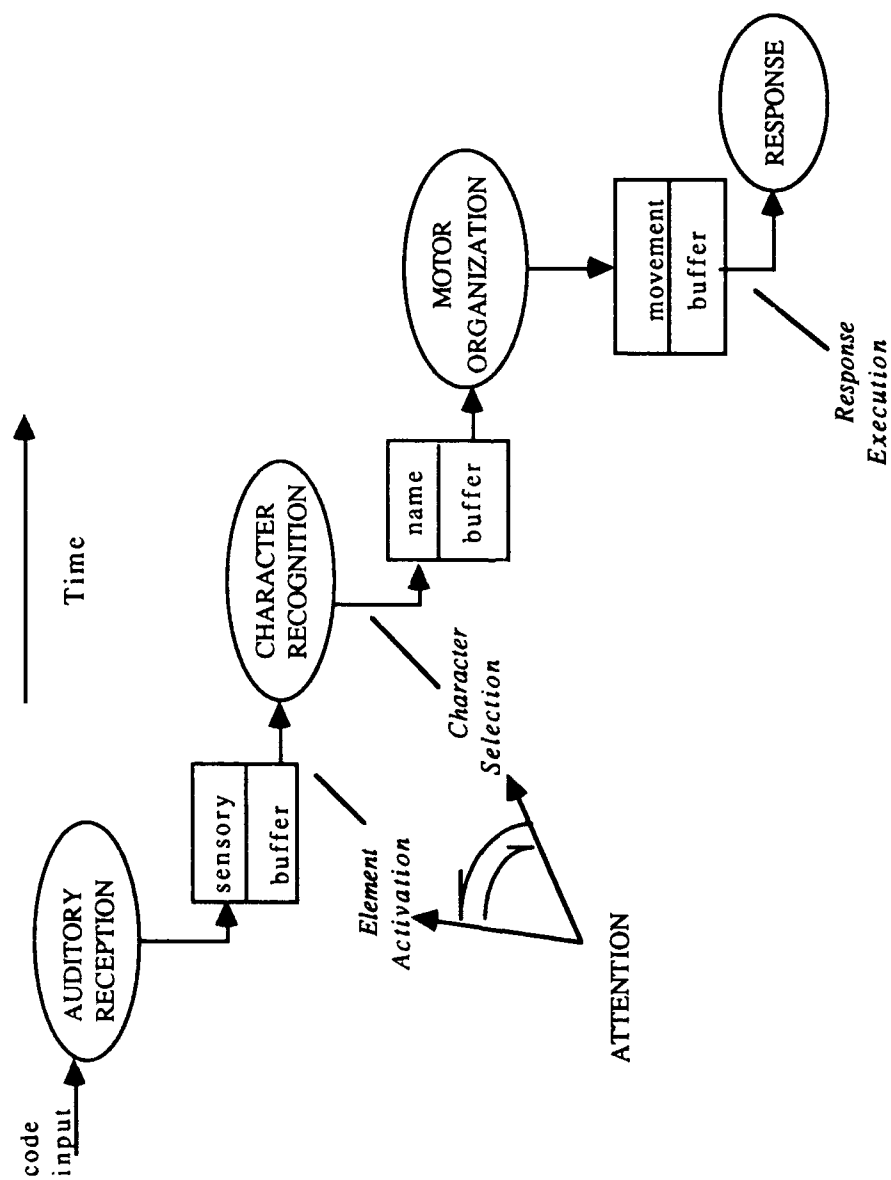 Time
code
input
AUDITORY
RECEPTION
sensory
buffer
CHARACTER
RECOGNITION
name
buffer
MOTOR
ORGANIZATION
movement
buffer
RESPONSE
Element
Activation
Character
Selection
Response
Execution
ATTENTION